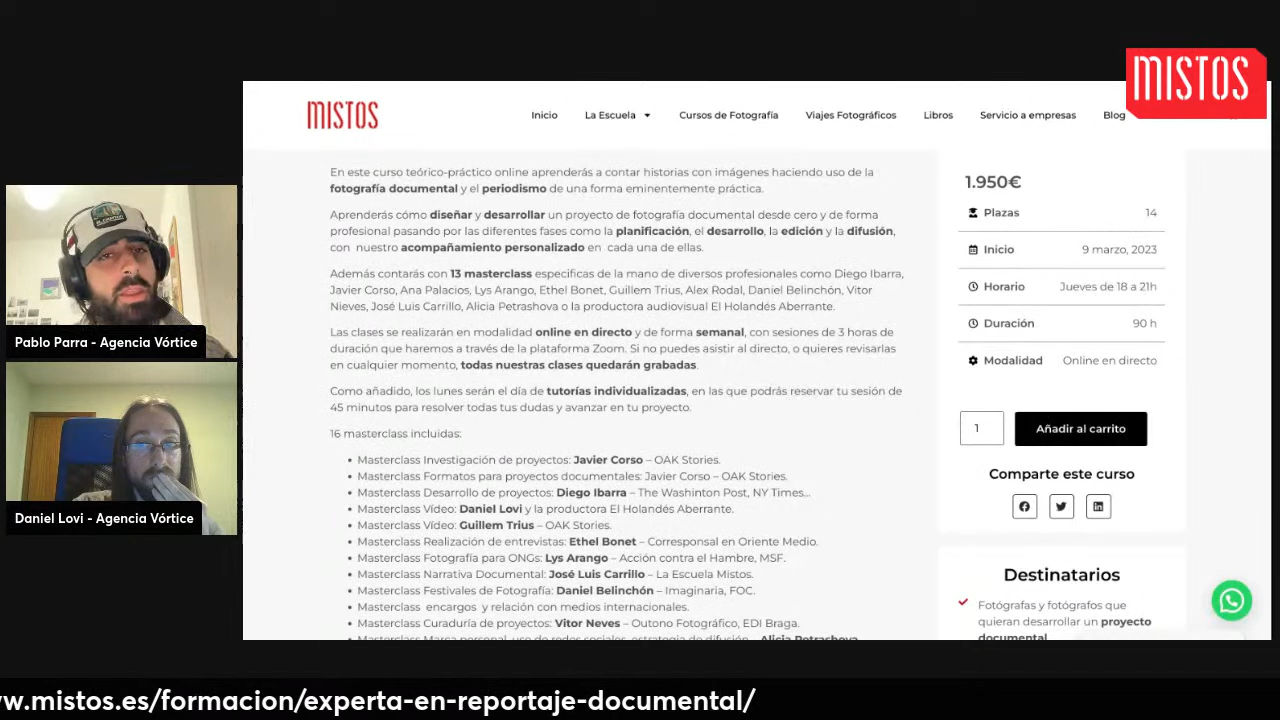 MISTOS
MISTOS
Inicio
La Escuela
Cursos de Fotografía
Viajes Fotográficos
Libros
Servicio a empresas
Blog
En este curso teórico-práctico online aprenderás a contar historias con imágenes haciendo uso de la
fotografía documental y el periodismo de una forma eminentemente práctica.
Aprenderás cómo diseñar y desarrollar un proyecto de fotografía documental desde cero y de forma
profesional pasando por las diferentes fases como la planificación, el desarrollo, la edición y la difusión,
con nuestro acompañamiento personalizado en cada una de ellas.
Además contarás con 13 masterclass especificas de la mano de diversos profesionales como Diego Ibarra,
Javier Corso, Ana Palacios, Lys Arango, Ethel Bonet, Guillem Trius, Alex Rodal, Daniel Belinchón, Vitor
Nieves, José Luis Carrillo, Alicia Petrashova o la productora audiovisual El Holandés Aberrante.
Las clases se realizarán en modalidad online en directo y de forma semanal, con sesiones de 3 horas de
duración que haremos a través de la plataforma Zoom. Si no puedes asistir al directo, o quieres revisarlas
en cualquier momento, todas nuestras clases quedarán grabadas.
Como añadido, los lunes serán el día de tutorías individualizadas, en las que podrás reservar tu sesión de
45 minutos para resolver todas tus dudas y avanzar en tu proyecto.
16 masterclass incluidas:
• Masterclass Investigación de proyectos: Javier Corso – OAK Stories.
• Masterclass Formatos para proyectos documentales: Javier Corso – OAK Stories.
• Masterclass Desarrollo de proyectos: Diego Ibarra – The Washinton Post, NY Times...
• Masterclass Vídeo: Daniel Lovi y la productora El Holandés Aberrante.
• Masterclass Vídeo: Guillem Trius – OAK Stories.
• Masterclass Realización de entrevistas: Ethel Bonet – Corresponsal en Oriente Medio.
• Masterclass Fotografía para ONGs: Lys Arango – Acción contra el Hambre, MSF.
• Masterclass Narrativa Documental: José Luis Carrillo – La Escuela Mistos.
• Masterclass Festivales de Fotografía: Daniel Belinchón – Imaginaria, FOC.
• Masterclass encargos y relación con medios internacionales.
• Masterclass Curaduría de proyectos: Vitor Neves – Outono Fotográfico, EDI Braga.
• Masterclass Marca personal, uso de redes sociales, estrategia de difusión – Alicia Petrashova
1.950€
Plazas 14
Inicio 9 marzo, 2023
Horario Jueves de 18 a 21h
Duración 90 h
Modalidad Online en directo
1
Añadir al carrito
Comparte este curso
Destinatarios
Fotógrafas y fotógrafos que
quieran desarrollar un proyecto
documental
Pablo Parra - Agencia Vórtice
Daniel Lovi - Agencia Vórtice
w.mistos.es/formacion/experta-en-reportaje-documental/